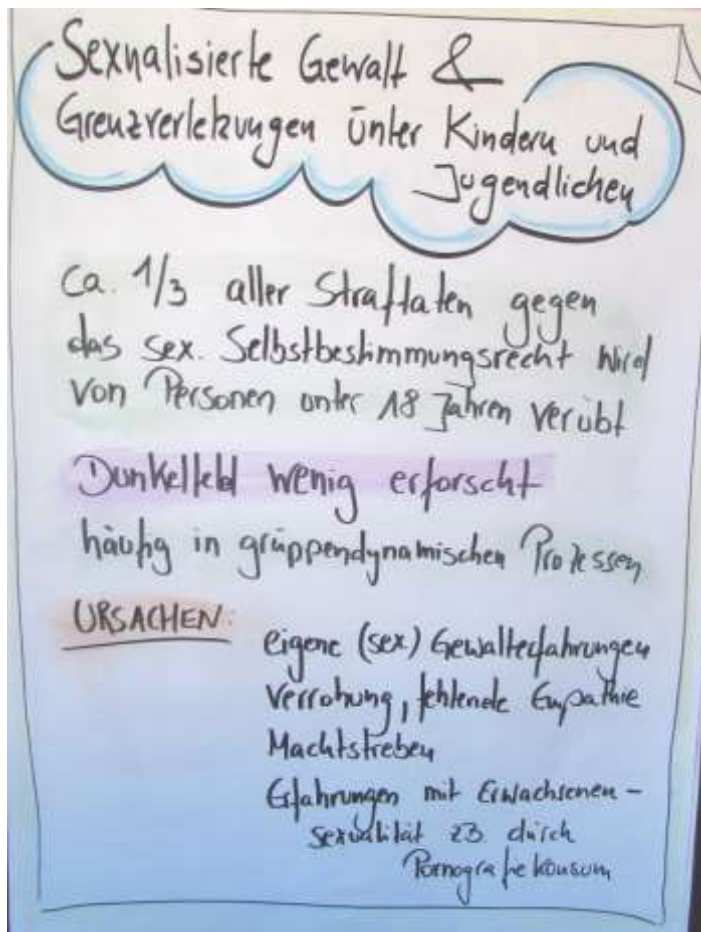 Sexualisierte Gewalt &
Grenzverletzungen unter Kindern und
Jugendlichen
Ca. 1/3 aller Straftaten gegen
das sex. Selbstbestimmungsrecht wird
von Personen unter 18 Jahren verübt
Dunkelfeld wenig erforscht
häufig in gruppendynamischen Prozessen
URSACHEN:
eigene (sex.) Gewalterfahrungen
Verrohung, fehlende Empathie
Machtstreben
Erfahrungen mit Erwachsenen-
sexualität z.B. durch
Pornografiekonsum